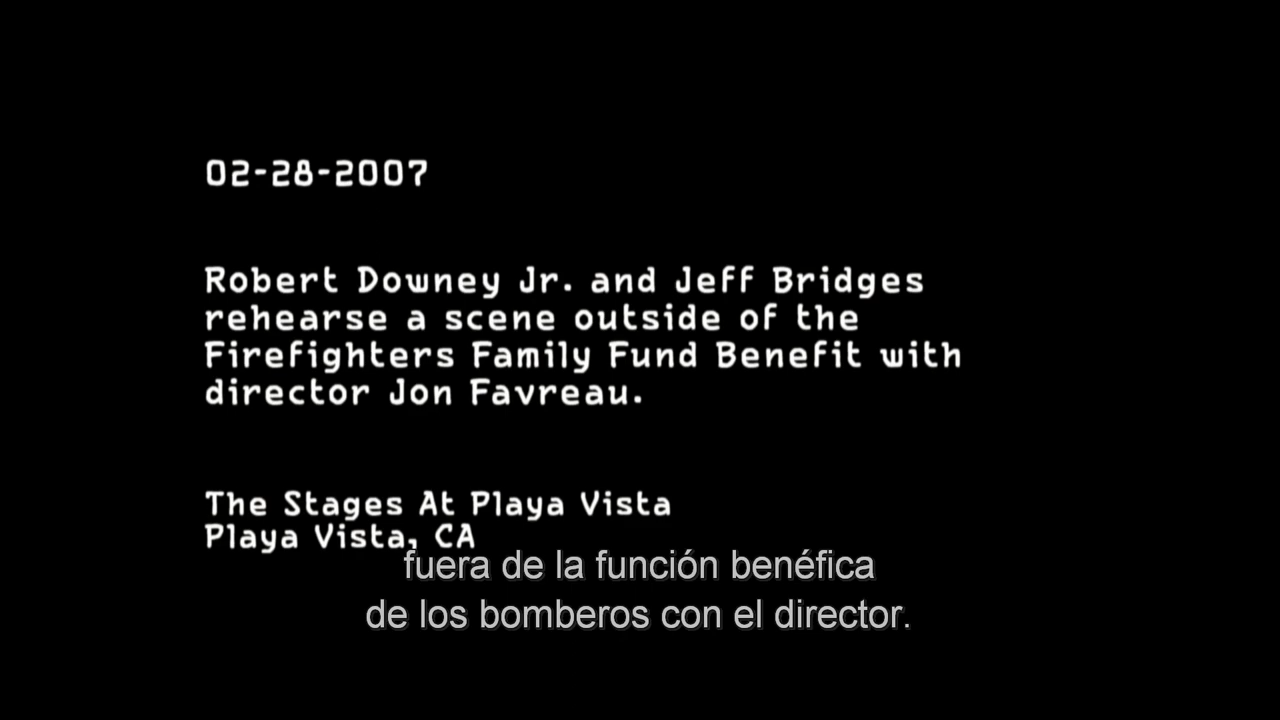 02-28-2007
Robert Downey Jr. and Jeff Bridges
rehearse a scene outside of the
Firefighters Family Fund Benefit with
director Jon Favreau.
The Stages At Playa Vista
Playa Vista, CA
fuera de la función benéfica
de los bomberos con el director.